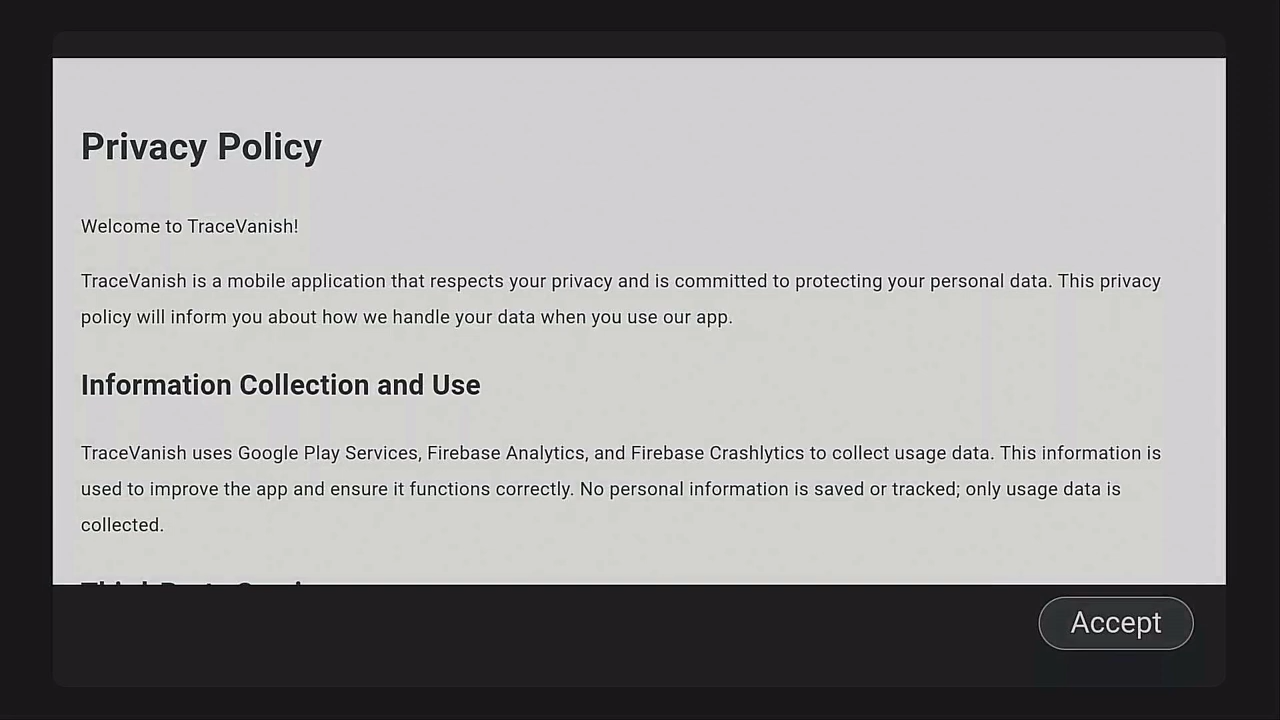 Privacy Policy
Welcome to TraceVanish!
TraceVanish is a mobile application that respects your privacy and is committed to protecting your personal data. This privacy
policy will inform you about how we handle your data when you use our app.
Information Collection and Use
TraceVanish uses Google Play Services, Firebase Analytics, and Firebase Crashlytics to collect usage data. This information is
used to improve the app and ensure it functions correctly. No personal information is saved or tracked; only usage data is
collected.
Accept